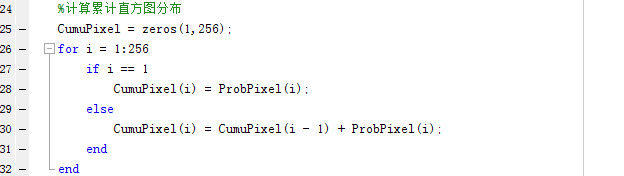 24 %计算累计直方图分布
25 — CumuPixel = zeros(1,256);
26 — for i = 1:256
27 — if i == 1
28 — CumuPixel(i) = ProbPixel(i);
29 — else
30 — CumuPixel(i) = CumuPixel(i - 1) + ProbPixel(i);
31 — end
32 — end